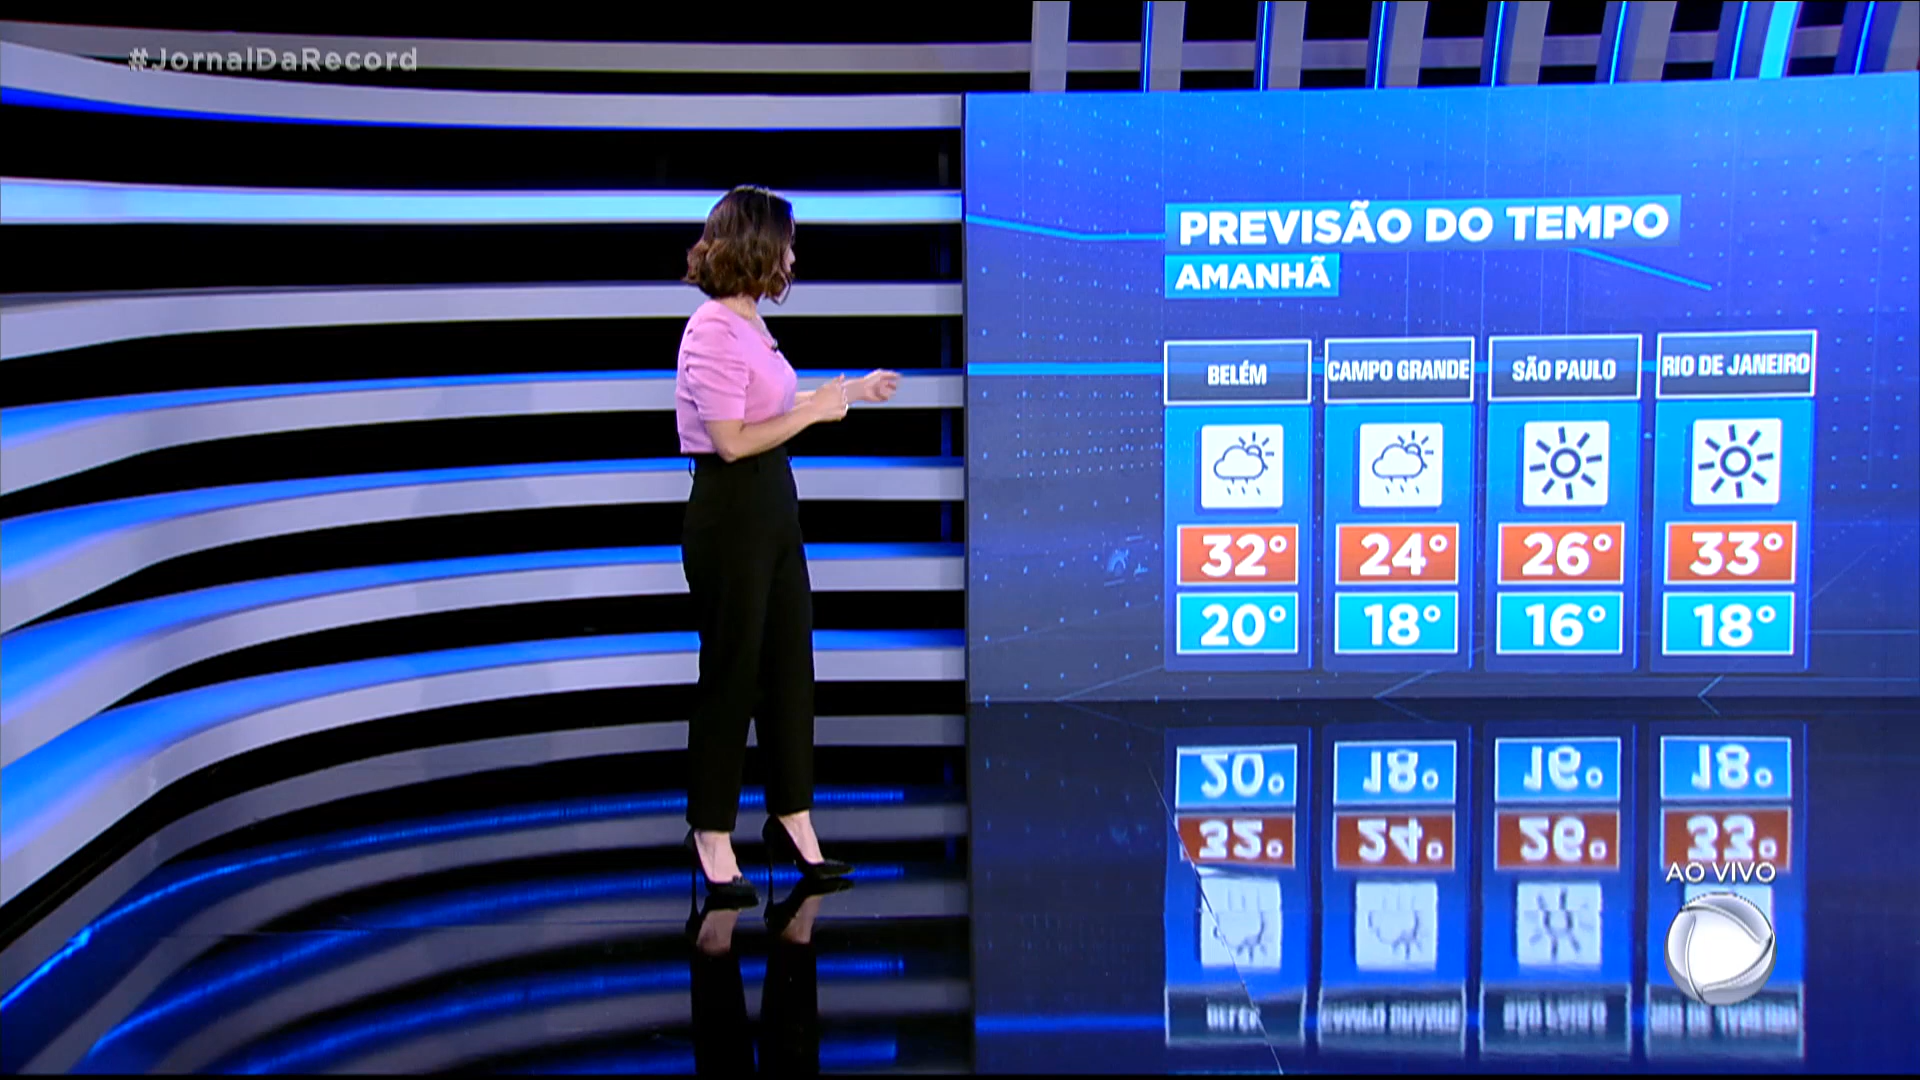 #JornalDaRecord
PREVISÃO DO TEMPO
AMANHÃ
BELÉM
CAMPO GRANDE
SÃO PAULO
RIO DE JANEIRO
32° 24° 26° 33°
20° 18° 16° 18°
AO VIVO